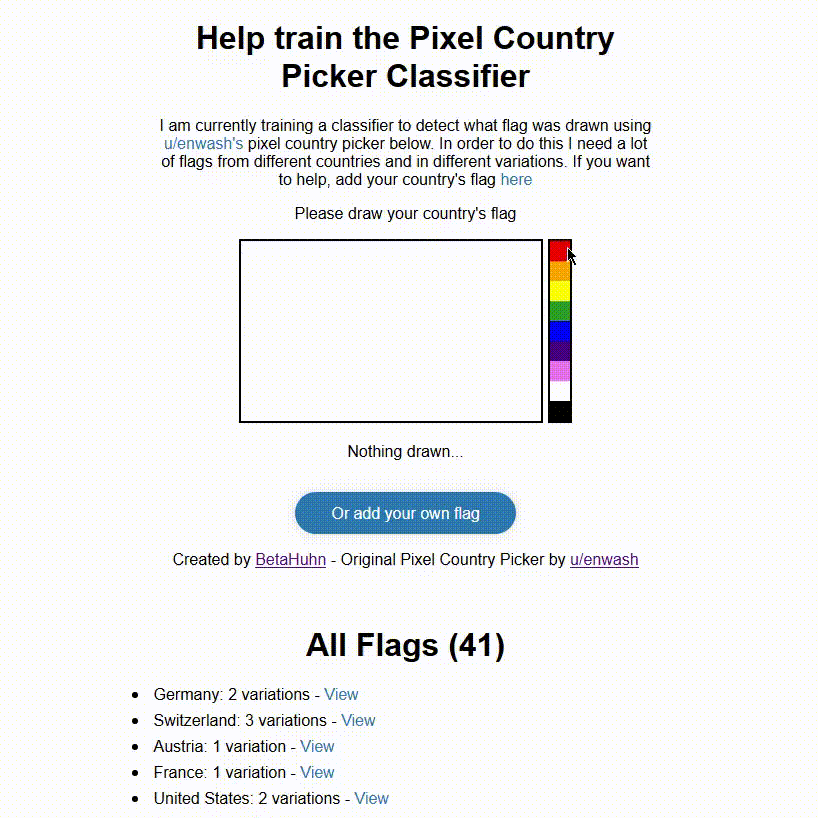 Help train the Pixel Country
Picker Classifier
I am currently training a classifier to detect what flag was drawn using
u/enwash's pixel country picker below. In order to do this I need a lot
of flags from different countries and in different variations. If you want
to help, add your country's flag here
Please draw your country's flag
Nothing drawn...
Or add your own flag
Created by BetaHuhn - Original Pixel Country Picker by u/enwash
All Flags (41)
• Germany: 2 variations - View
• Switzerland: 3 variations - View
• Austria: 1 variation - View
• France: 1 variation - View
• United States: 2 variations - View